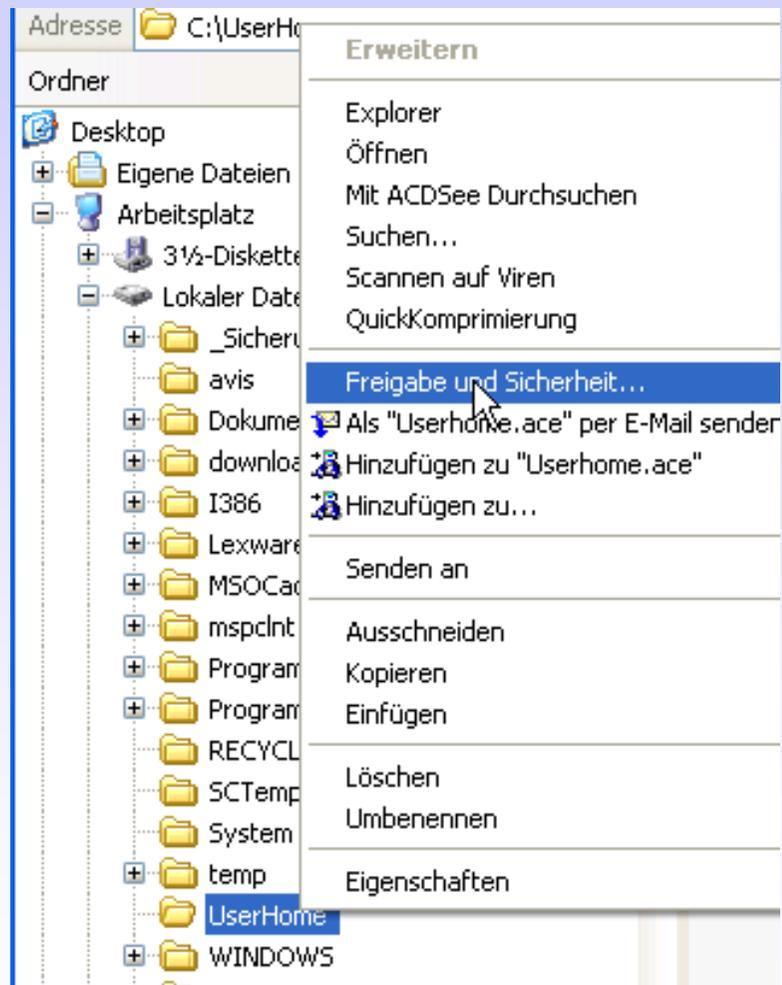 Adresse C:\UserHo
Ordner
Desktop
Eigene Dateien
Arbeitsplatz
3½-Diskette
Lokaler Date
_Sicheru
avis
Dokume
downloa
I386
Lexware
MSOCac
mspclnt
Program
Program
RECYCL
SCTemp
System
temp
UserHome
WINDOWS
Erweitern
Explorer
Öffnen
Mit ACDSee Durchsuchen
Suchen...
Scannen auf Viren
QuickKomprimierung
Freigabe und Sicherheit...
Als "Userhome.ace" per E-Mail senden
Hinzufügen zu "Userhome.ace"
Hinzufügen zu...
Senden an
Ausschneiden
Kopieren
Einfügen
Löschen
Umbenennen
Eigenschaften